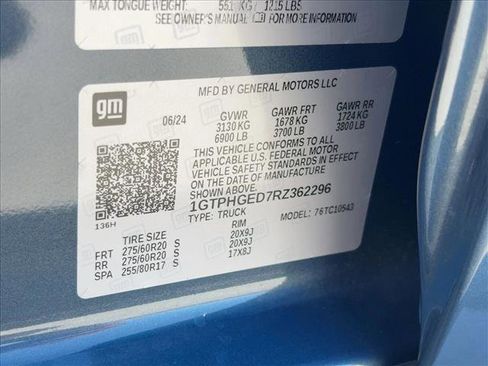 MAX TONGUE WEIGHT: 551 KG / 1215 LBS
SEE OWNER'S MANUAL FOR
gm
MFD BY GENERAL MOTORS LLC
06/24 GVWR GAWR FRT GAWR RR
3130 KG 1678 KG 1724 KG
6900 LB 3700 LB 3800 LB
THIS VEHICLE CONFORMS TO ALL
APPLICABLE U.S. FEDERAL MOTOR
VEHICLE SAFETY STANDARDS IN
EFFECT ON THE DATE OF
MANUFACTURE SHOWN ABOVE.
1GTPHGED7RZ362296
TYPE: TRUCK MODEL: 76TC10543
136H
TIRE SIZE RIM
FRT 275/60R20 S 20X9J
RR 275/60R20 S 20X9J
SPA 255/80R17 S 17X8J